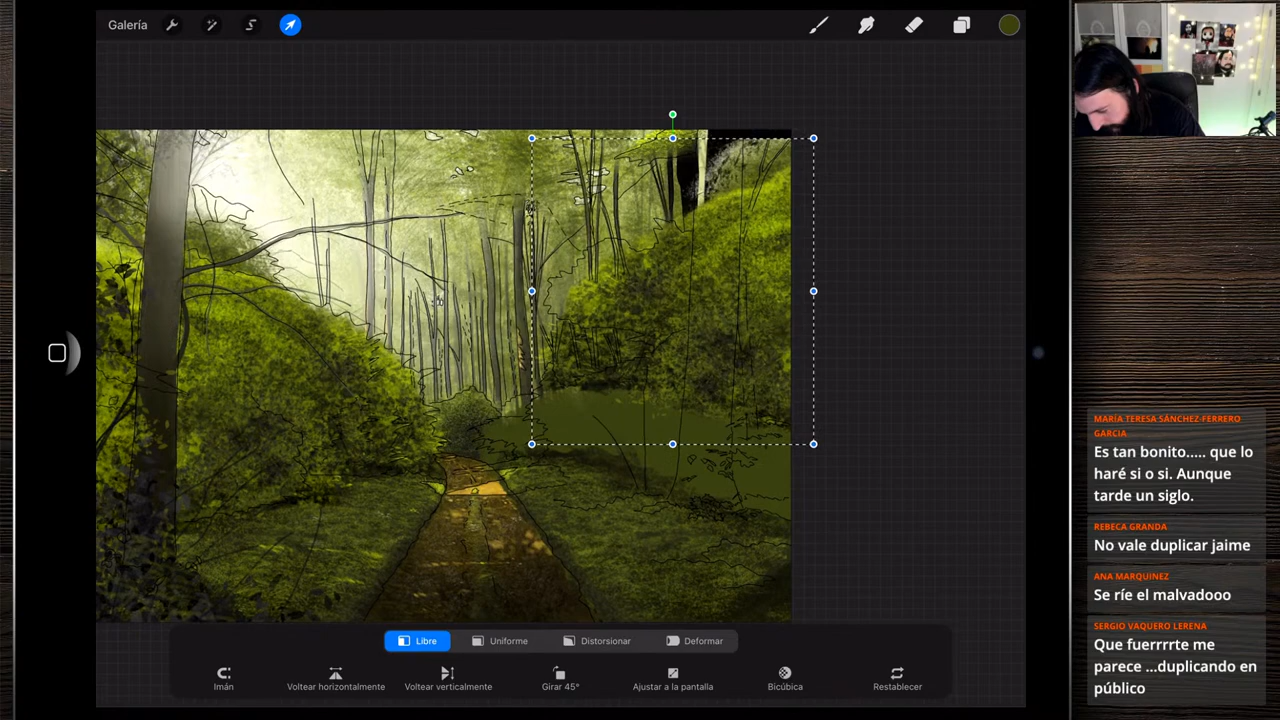 Galería
Libre
Uniforme
Distorsionar
Deformar
Imán
Voltear horizontalmente
Voltear verticalmente
Girar 45°
Ajustar a la pantalla
Bicúbica
Restablecer
MARÍA TERESA SÁNCHEZ-FERRERO
GARCIA
Es tan bonito..... que lo
haré si o si. Aunque
tarde un siglo.
REBECA GRANDA
No vale duplicar jaime
ANA MARQUINEZ
Se ríe el malvadooo
SERGIO VAQUERO LERENA
Que fuerrrrte me
parece ...duplicando en
público